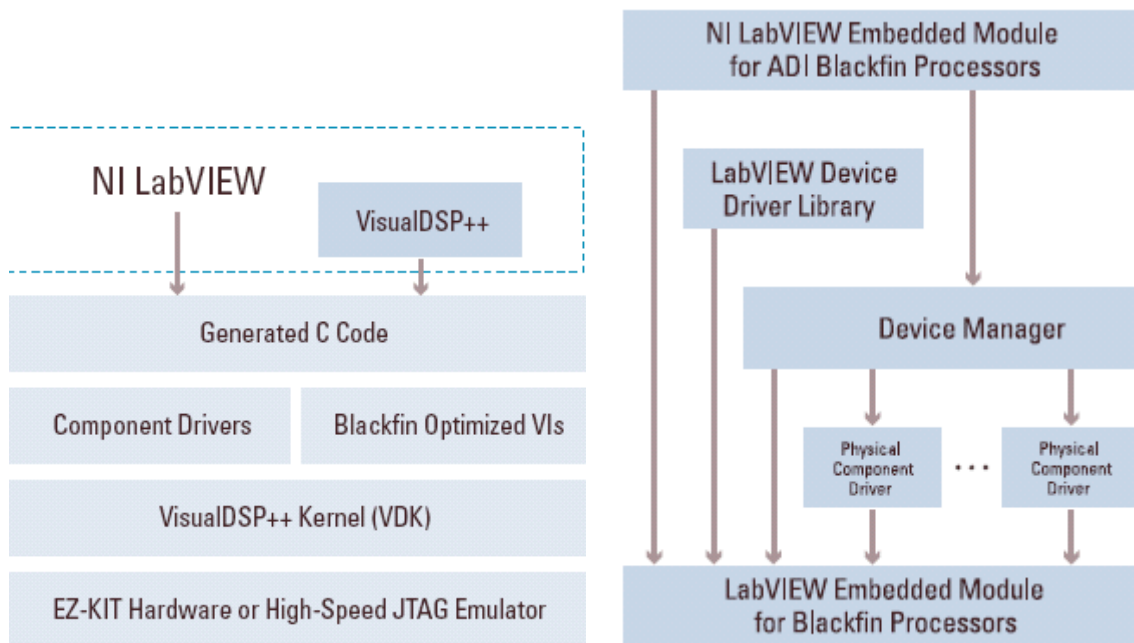 NI LabVIEW
VisualDSP++
Generated C Code
Component Drivers
Blackfin Optimized VIs
VisualDSP++ Kernel (VDK)
EZ-KIT Hardware or High-Speed JTAG Emulator
NI LabVIEW Embedded Module
for ADI Blackfin Processors
LabVIEW Device
Driver Library
Device Manager
Physical
Component
Driver
...
Physical
Component
Driver
LabVIEW Embedded Module
for Blackfin Processors